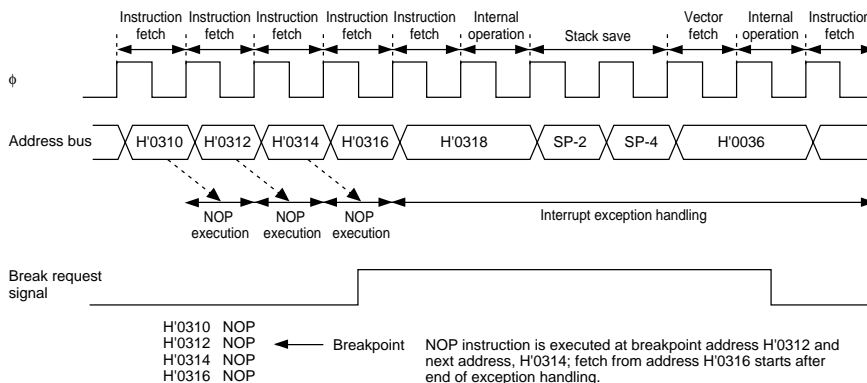 Instruction fetch
Instruction fetch
Instruction fetch
Instruction fetch
Instruction fetch
Internal operation
Stack save
Vector fetch
Internal operation
Instruction fetch
φ
Address bus
H'0310
H'0312
H'0314
H'0316
H'0318
SP-2
SP-4
H'0036
NOP execution
NOP execution
NOP execution
Interrupt exception handling
Break request
signal
H'0310 NOP
H'0312 NOP
H'0314 NOP
H'0316 NOP
Breakpoint
NOP instruction is executed at breakpoint address H'0312 and
next address, H'0314; fetch from address H'0316 starts after
end of exception handling.